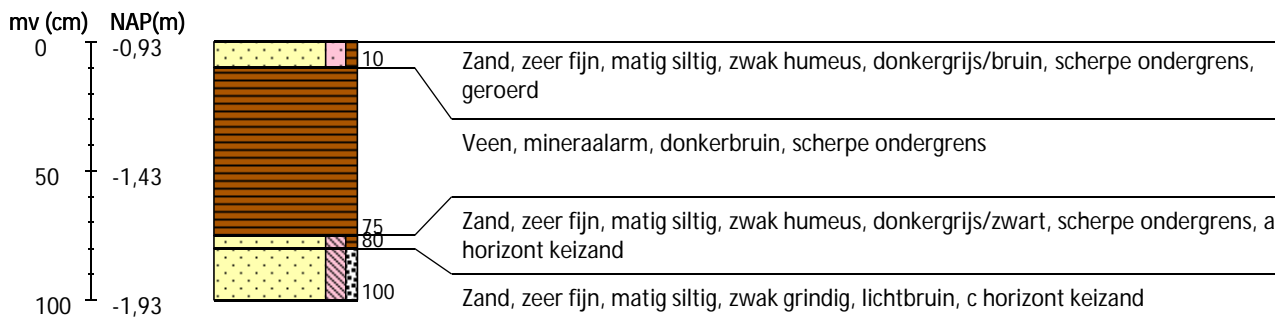 mv (cm) NAP(m)
0 -0,93
10
Zand, zeer fijn, matig siltig, zwak humeus, donkergrijs/bruin, scherpe ondergrens,
geroerd
Veen, mineraalarm, donkerbruin, scherpe ondergrens
50 -1,43
75
Zand, zeer fijn, matig siltig, zwak humeus, donkergrijs/zwart, scherpe ondergrens, a
80
horizont keizand
100
Zand, zeer fijn, matig siltig, zwak grindig, lichtbruin, c horizont keizand
100 -1,93